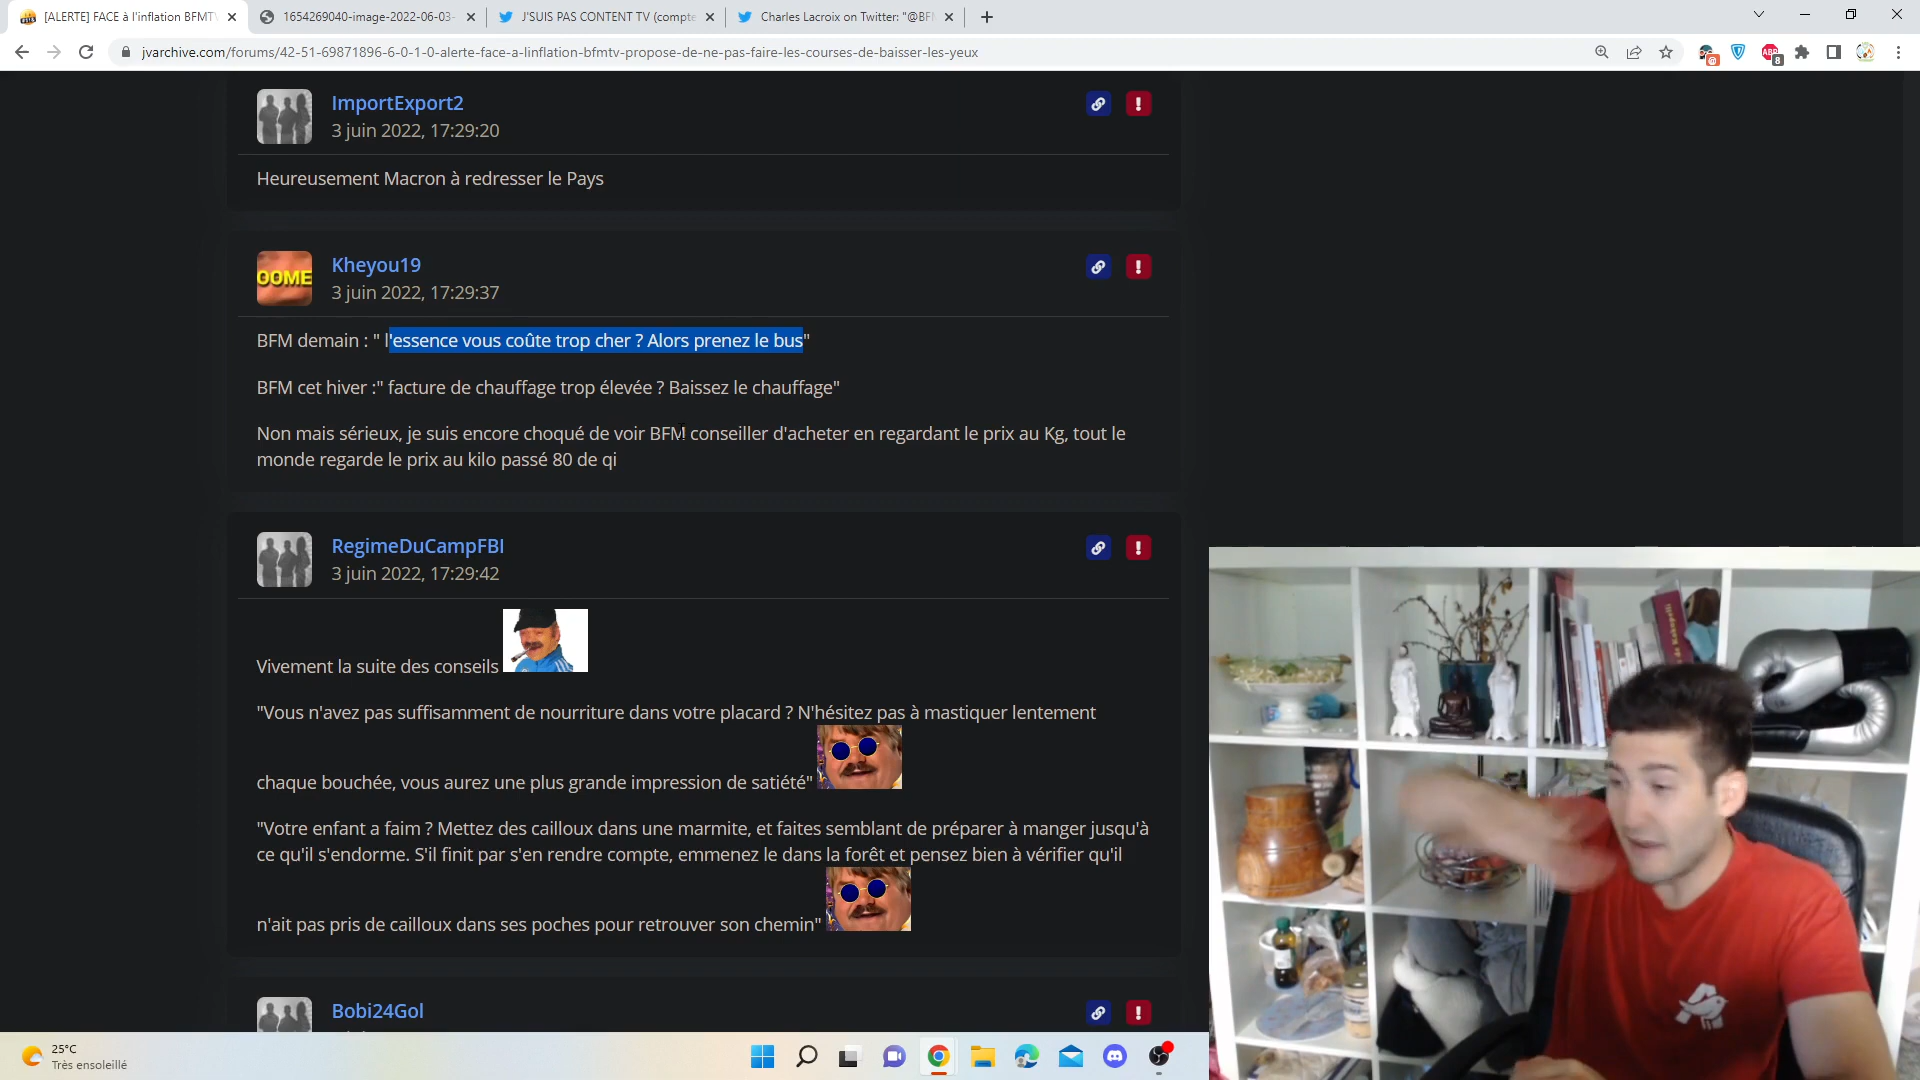 [ALERTE] FACE à l'inflation BFMTV
1654269040-image-2022-06-03-
J'SUIS PAS CONTENT TV (compte
Charles Lacroix on Twitter: "@BFM
jvarchive.com/forums/42-51-69871896-6-0-1-0-alerte-face-a-linflation-bfmtv-propose-de-ne-pas-faire-les-courses-de-baisser-les-yeux
ABP
8
ImportExport2
3 juin 2022, 17:29:20
Heureusement Macron à redresser le Pays
OOME
Kheyou19
3 juin 2022, 17:29:37
BFM demain : " l'essence vous coûte trop cher ? Alors prenez le bus"
BFM cet hiver :" facture de chauffage trop élevée ? Baissez le chauffage"
Non mais sérieux, je suis encore choqué de voir BFM conseiller d'acheter en regardant le prix au Kg, tout le
monde regarde le prix au kilo passé 80 de qi
RegimeDuCampFBI
3 juin 2022, 17:29:42
Vivement la suite des conseils
"Vous n'avez pas suffisamment de nourriture dans votre placard ? N'hésitez pas à mastiquer lentement
chaque bouchée, vous aurez une plus grande impression de satiété"
"Votre enfant a faim ? Mettez des cailloux dans une marmite, et faites semblant de préparer à manger jusqu'à
ce qu'il s'endorme. S'il finit par s'en rendre compte, emmenez le dans la forêt et pensez bien à vérifier qu'il
n'ait pas pris de cailloux dans ses poches pour retrouver son chemin"
Bobi24Gol
25°C
Très ensoleillé